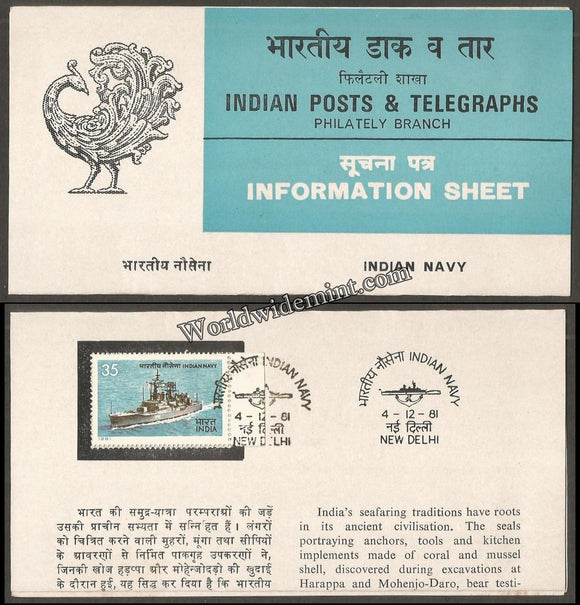 भारतीय डाक व तार
फिलैटली शाखा
INDIAN POSTS & TELEGRAPHS
PHILATELY BRANCH
सूचना पत्र
INFORMATION SHEET
भारतीय नौसेना
INDIAN NAVY
Worldwidemint.com
35
भारतीय नौसेना INDIAN NAVY
भारत
INDIA
1981
भारतीय नौसेना INDIAN NAVY
4-12-81
नई दिल्ली
NEW DELHI
भारतीय नौसेना INDIAN NAVY
4-12-81
नई दिल्ली
NEW DELHI
भारत की समुद्र-यात्रा परम्पराओं की जड़ें
उसकी प्राचीन सभ्यता में सन्निहत हैं। लंगरों
को चित्रित करने वाली मुहरों, मूंगा तथा सीपियों
के आवरणों से निर्मित पाकगृह उपकरणों ने,
जिनकी खोज हड़प्पा और मोहेन्जोदड़ो की खुदाई
के दौरान हुई, यह सिद्ध कर दिया है कि भारतीय
India's seafaring traditions have roots
in its ancient civilisation. The seals
portraying anchors, tools and kitchen
implements made of coral and mussel
shell, discovered during excavations at
Harappa and Mohenjo-Daro, bear testi-